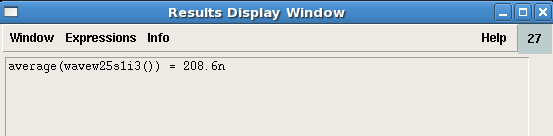 Results Display Window
Window Expressions Info Help 27
average(wavew25s1i3()) = 208.6n